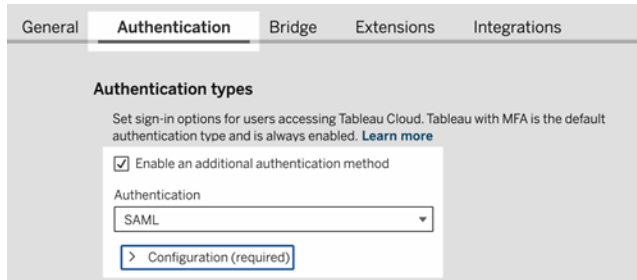 General Authentication Bridge Extensions Integrations
Authentication types
Set sign-in options for users accessing Tableau Cloud. Tableau with MFA is the default
authentication type and is always enabled. Learn more
Enable an additional authentication method
Authentication
SAML
Configuration (required)